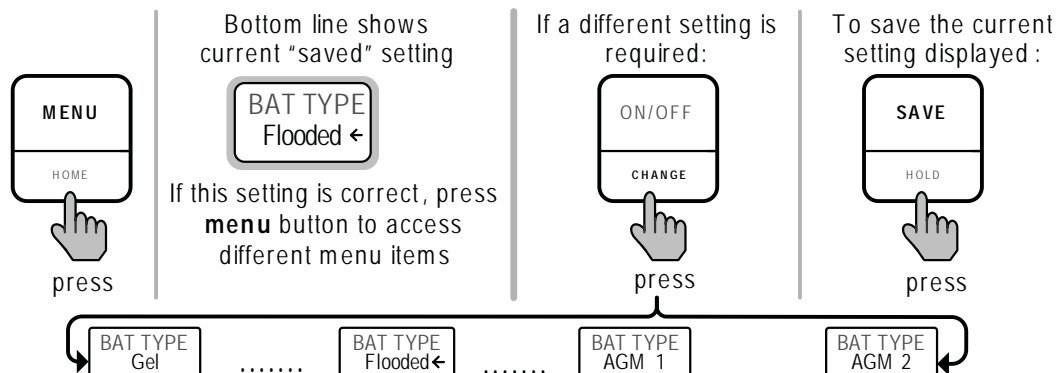 MENU
HOME
press
Bottom line shows
current “saved” setting
BAT TYPE
Flooded ←
If this setting is correct, press
menu button to access
different menu items
If a different setting is
required:
ON/OFF
CHANGE
press
To save the current
setting displayed :
SAVE
HOLD
press
BAT TYPE
Gel
.......
BAT TYPE
Flooded←
.......
BAT TYPE
AGM 1
BAT TYPE
AGM 2